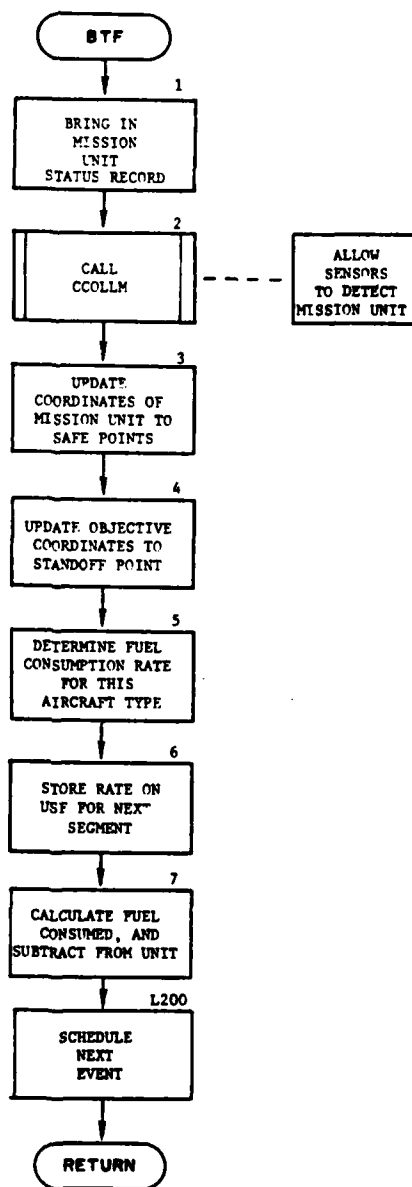 BTF
1
BRING IN
MISSION
UNIT
STATUS RECORD
2
CALL
CCOLLM
ALLOW
SENSORS
TO DETECT
MISSION UNIT
3
UPDATE
COORDINATES OF
MISSION UNIT TO
SAFE POINTS
4
UPDATE OBJECTIVE
COORDINATES TO
STANDOFF POINT
5
DETERMINE FUEL
CONSUMPTION RATE
FOR THIS
AIRCRAFT TYPE
6
STORE RATE ON
USF FOR NEXT
SEGMENT
7
CALCULATE FUEL
CONSUMED, AND
SUBTRACT FROM UNIT
L200
SCHEDULE
NEXT
EVENT
RETURN